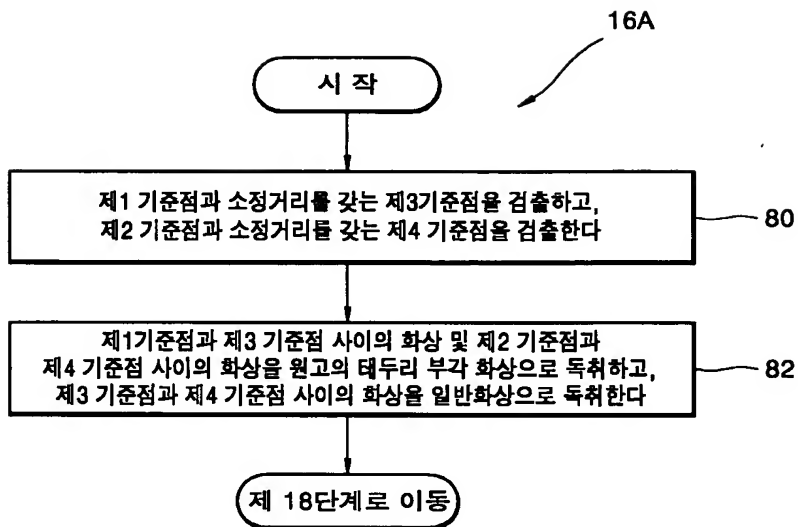 16A
시 작
제1 기준점과 소정거리를 갖는 제3기준점을 검출하고,
제2 기준점과 소정거리를 갖는 제4 기준점을 검출한다
80
제1기준점과 제3 기준점 사이의 화상 및 제2 기준점과
제4 기준점 사이의 화상을 원고의 테두리 부각 화상으로 독취하고,
제3 기준점과 제4 기준점 사이의 화상을 일반화상으로 독취한다
82
제 18단계로 이동